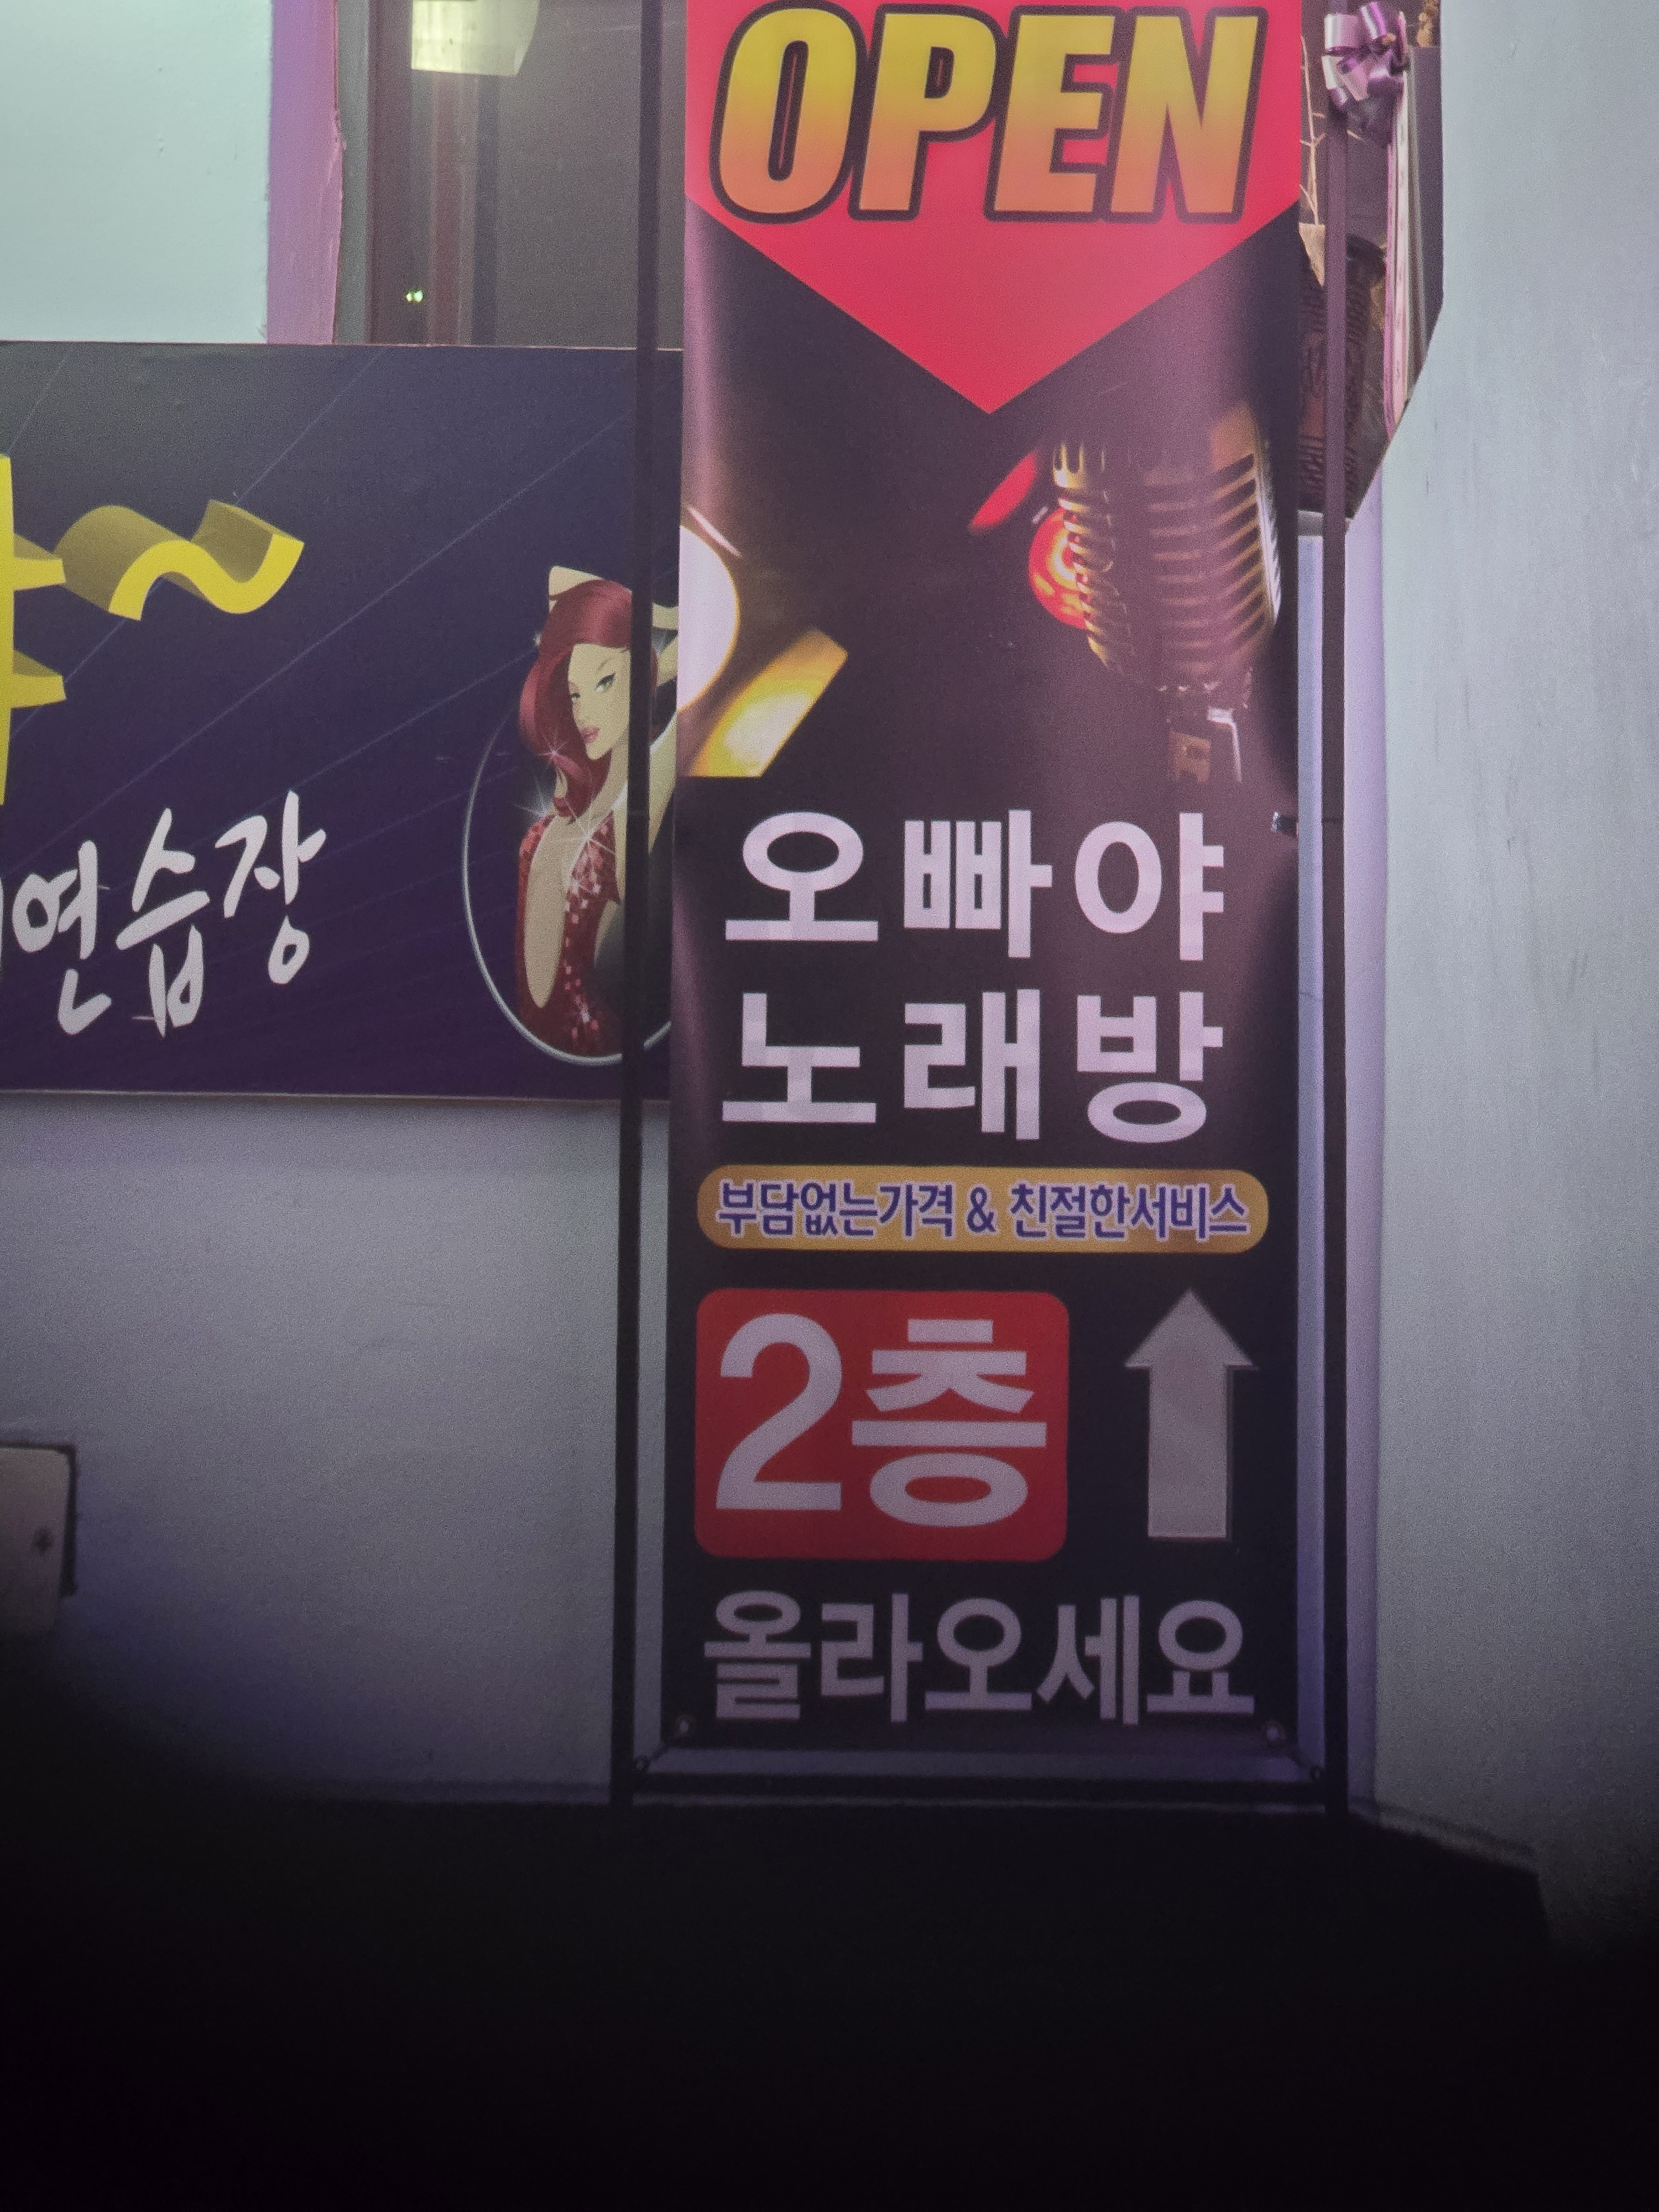 OPEN
연습장
오빠야
노래방
부담없는가격 & 친절한서비스
2층
올라오세요